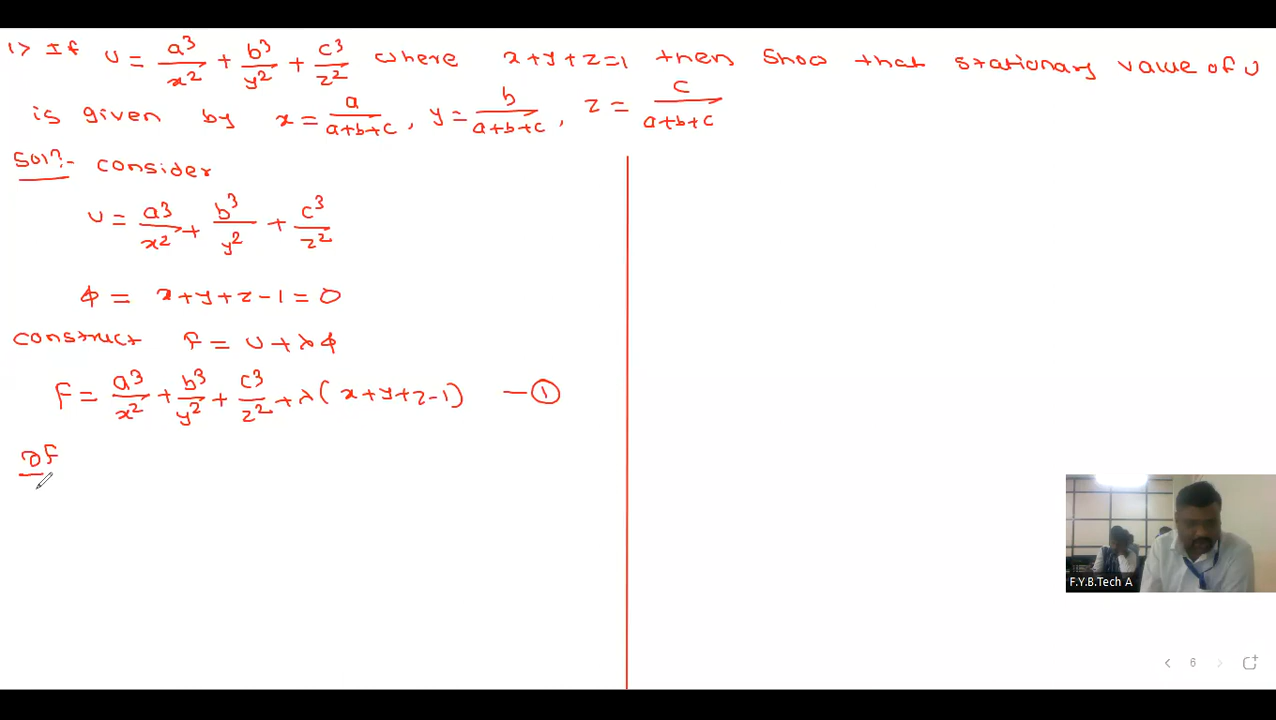 1) If u = a³/x² + b³/y² + c³/z² where x+y+z=1 then show that stationary value of u
is given by x = a/(a+b+c), y = b/(a+b+c), z = c/(a+b+c)
Solⁿ:- consider
u = a³/x² + b³/y² + c³/z²
ϕ = x+y+z-1=0
construct F = u+λϕ
F = a³/x² + b³/y² + c³/z² + λ(x+y+z-1) —①
∂F
F.Y.B.Tech A
< 6 >